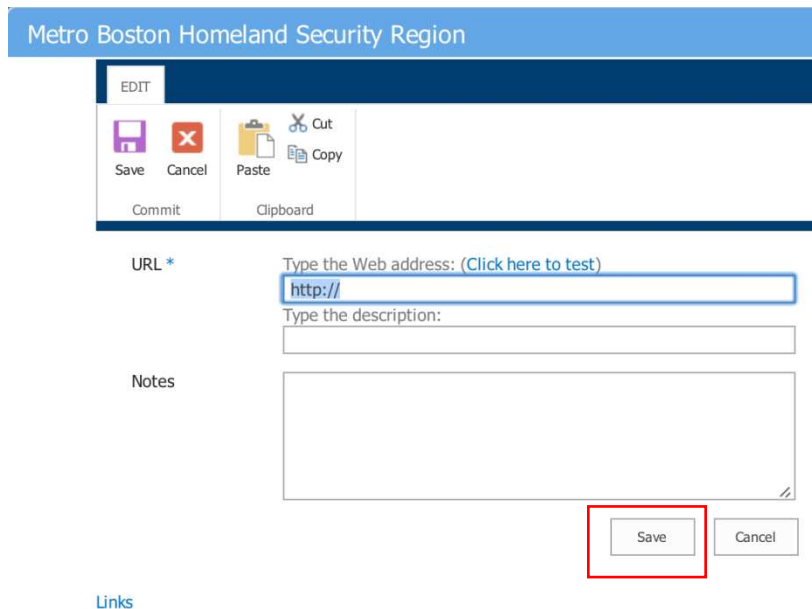 Metro Boston Homeland Security Region
EDIT
Save Cancel Paste Cut
Copy
Commit Clipboard
URL * Type the Web address: (Click here to test)
http://
Type the description:
Notes
Save Cancel
Links